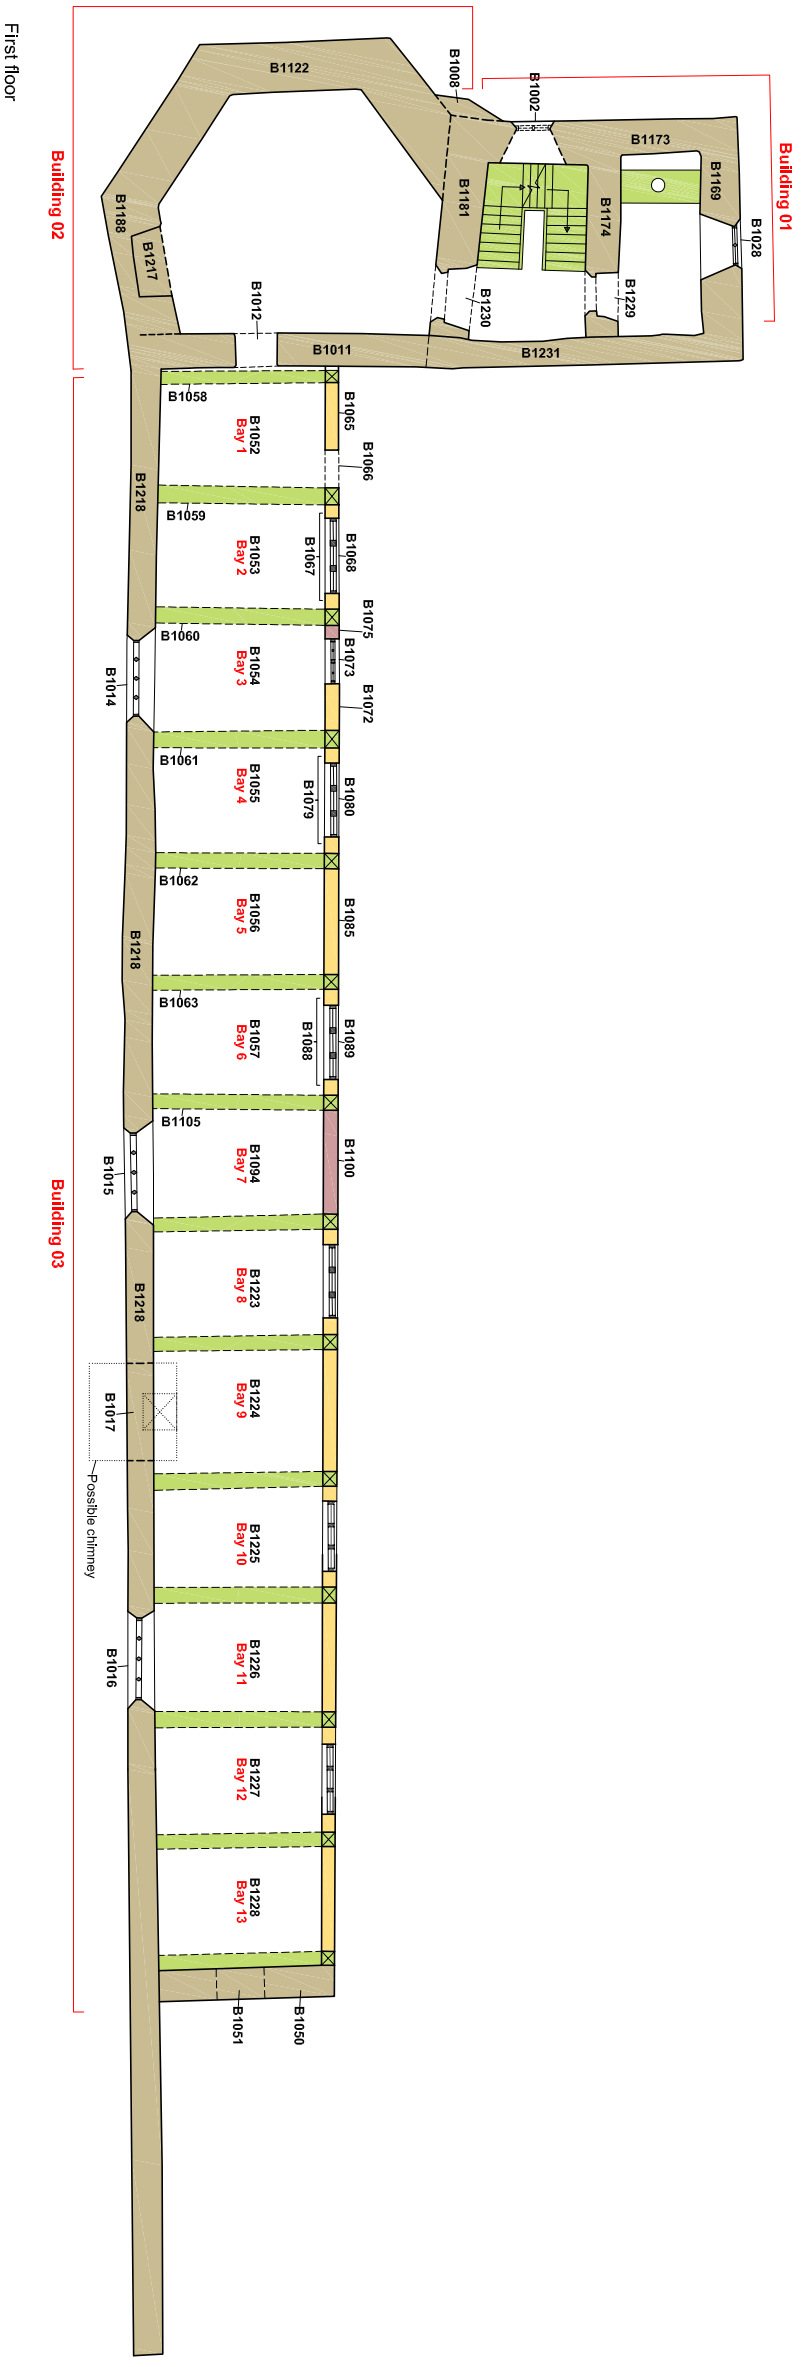 First floor
Building 01
Building 02
Building 03
B1122
B1008
B1002
B1173
B1169
B1028
B1188
B1217
B1181
B1174
B1012
B1230
B1229
B1011
B1231
B1058
B1052
Bay 1
B1065
B1066
B1218
B1059
B1053
Bay 2
B1067
B1068
B1075
B1060
B1054
Bay 3
B1073
B1014
B1072
B1061
B1055
Bay 4
B1079
B1080
B1062
B1056
Bay 5
B1085
B1218
B1063
B1057
Bay 6
B1088
B1089
B1105
B1015
B1094
Bay 7
B1100
B1218
B1223
Bay 8
B1017
B1224
Bay 9
Possible chimney
B1225
Bay 10
B1016
B1226
Bay 11
B1227
Bay 12
B1228
Bay 13
B1051
B1050